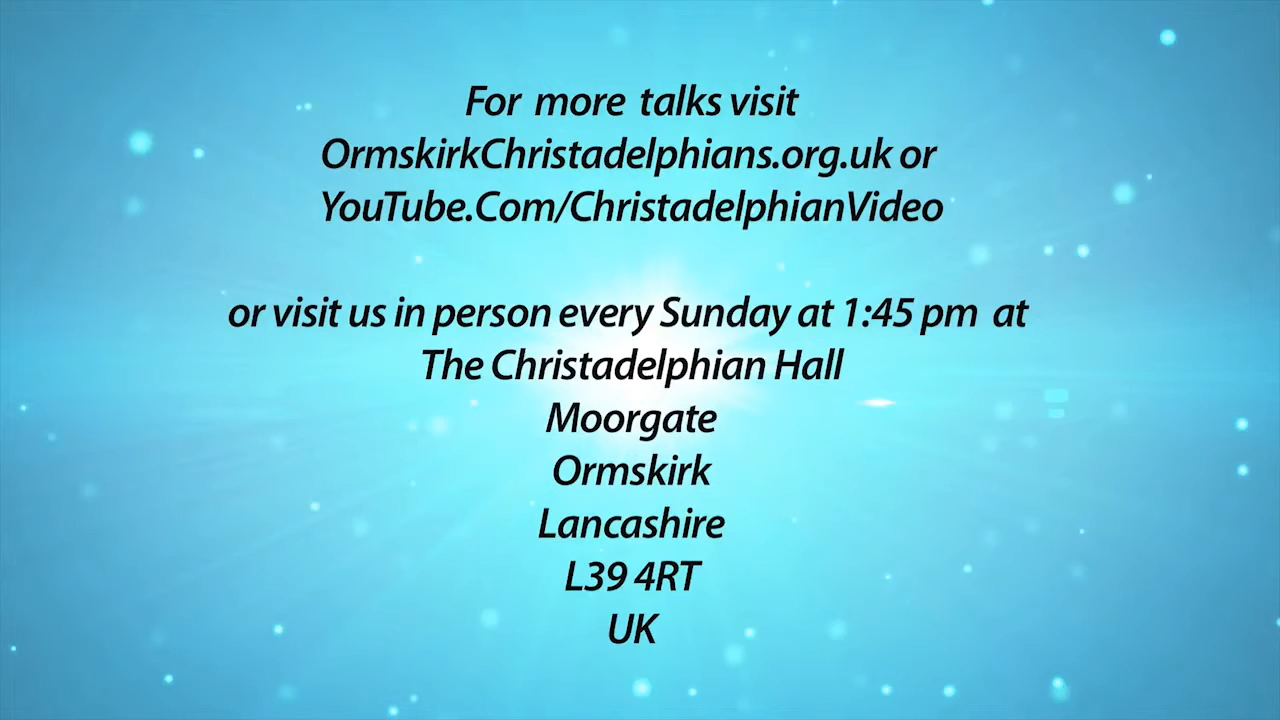 For more talks visit
OrmskirkChristadelphians.org.uk or
YouTube.Com/ChristadelphianVideo
or visit us in person every Sunday at 1:45 pm at
The Christadelphian Hall
Moorgate
Ormskirk
Lancashire
L39 4RT
UK